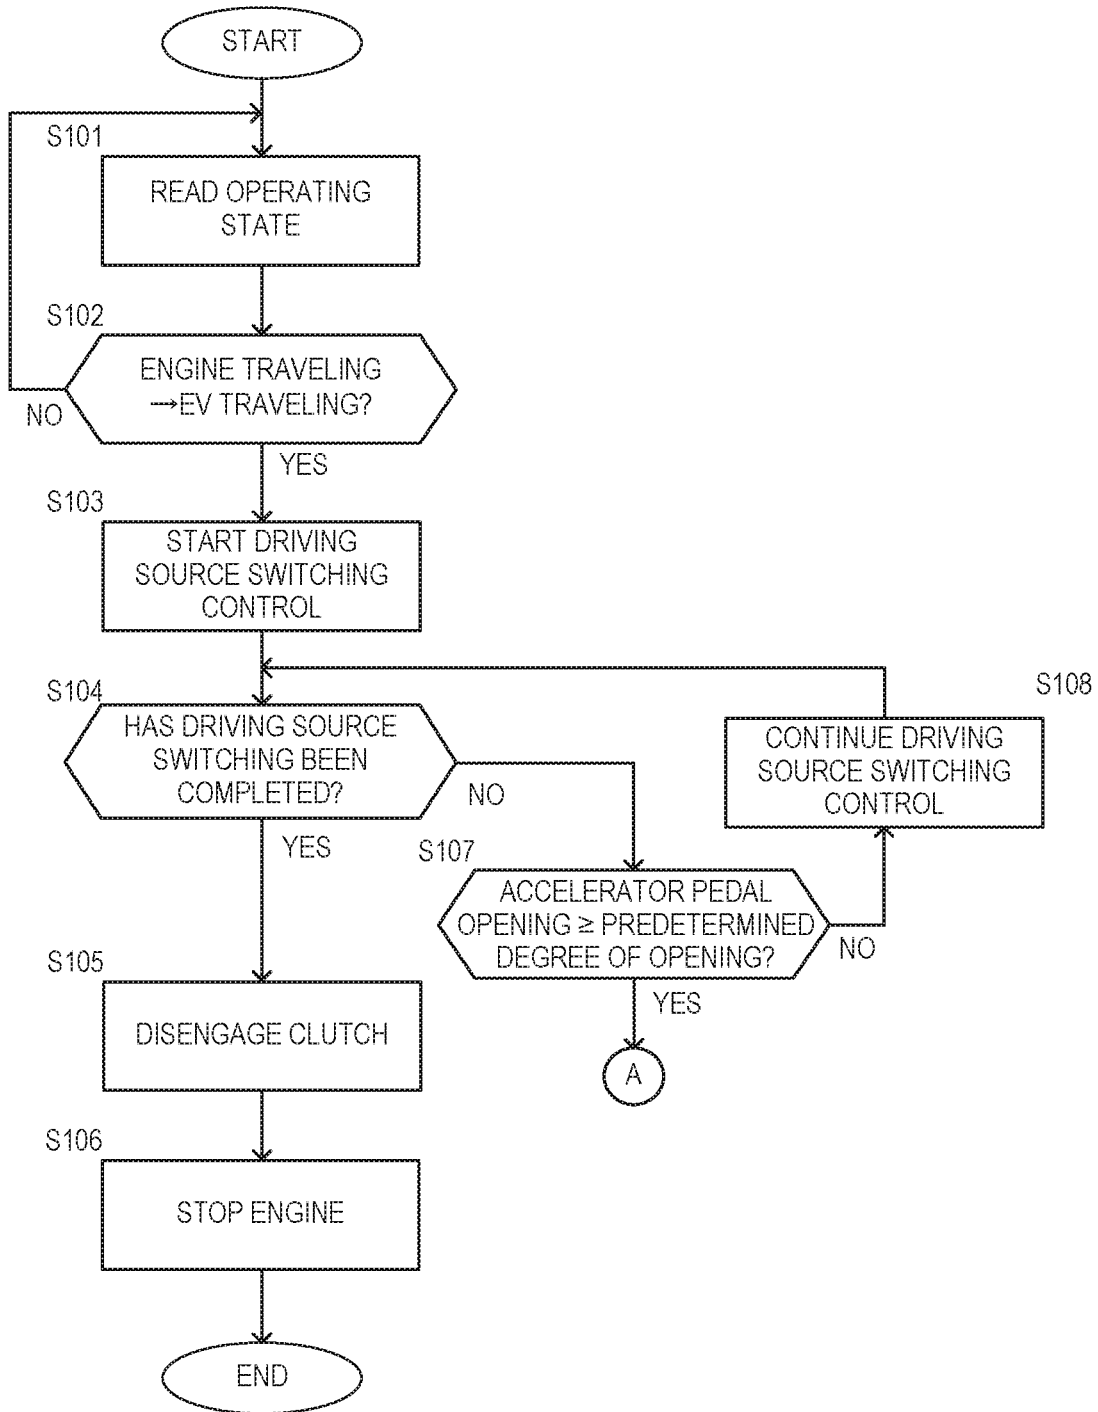 START
S101
READ OPERATING
STATE
S102
ENGINE TRAVELING
→EV TRAVELING?
NO
YES
S103
START DRIVING
SOURCE SWITCHING
CONTROL
S104
HAS DRIVING SOURCE
SWITCHING BEEN
COMPLETED?
NO
YES
S108
CONTINUE DRIVING
SOURCE SWITCHING
CONTROL
S107
ACCELERATOR PEDAL
OPENING ≥ PREDETERMINED
DEGREE OF OPENING?
NO
YES
A
S105
DISENGAGE CLUTCH
S106
STOP ENGINE
END